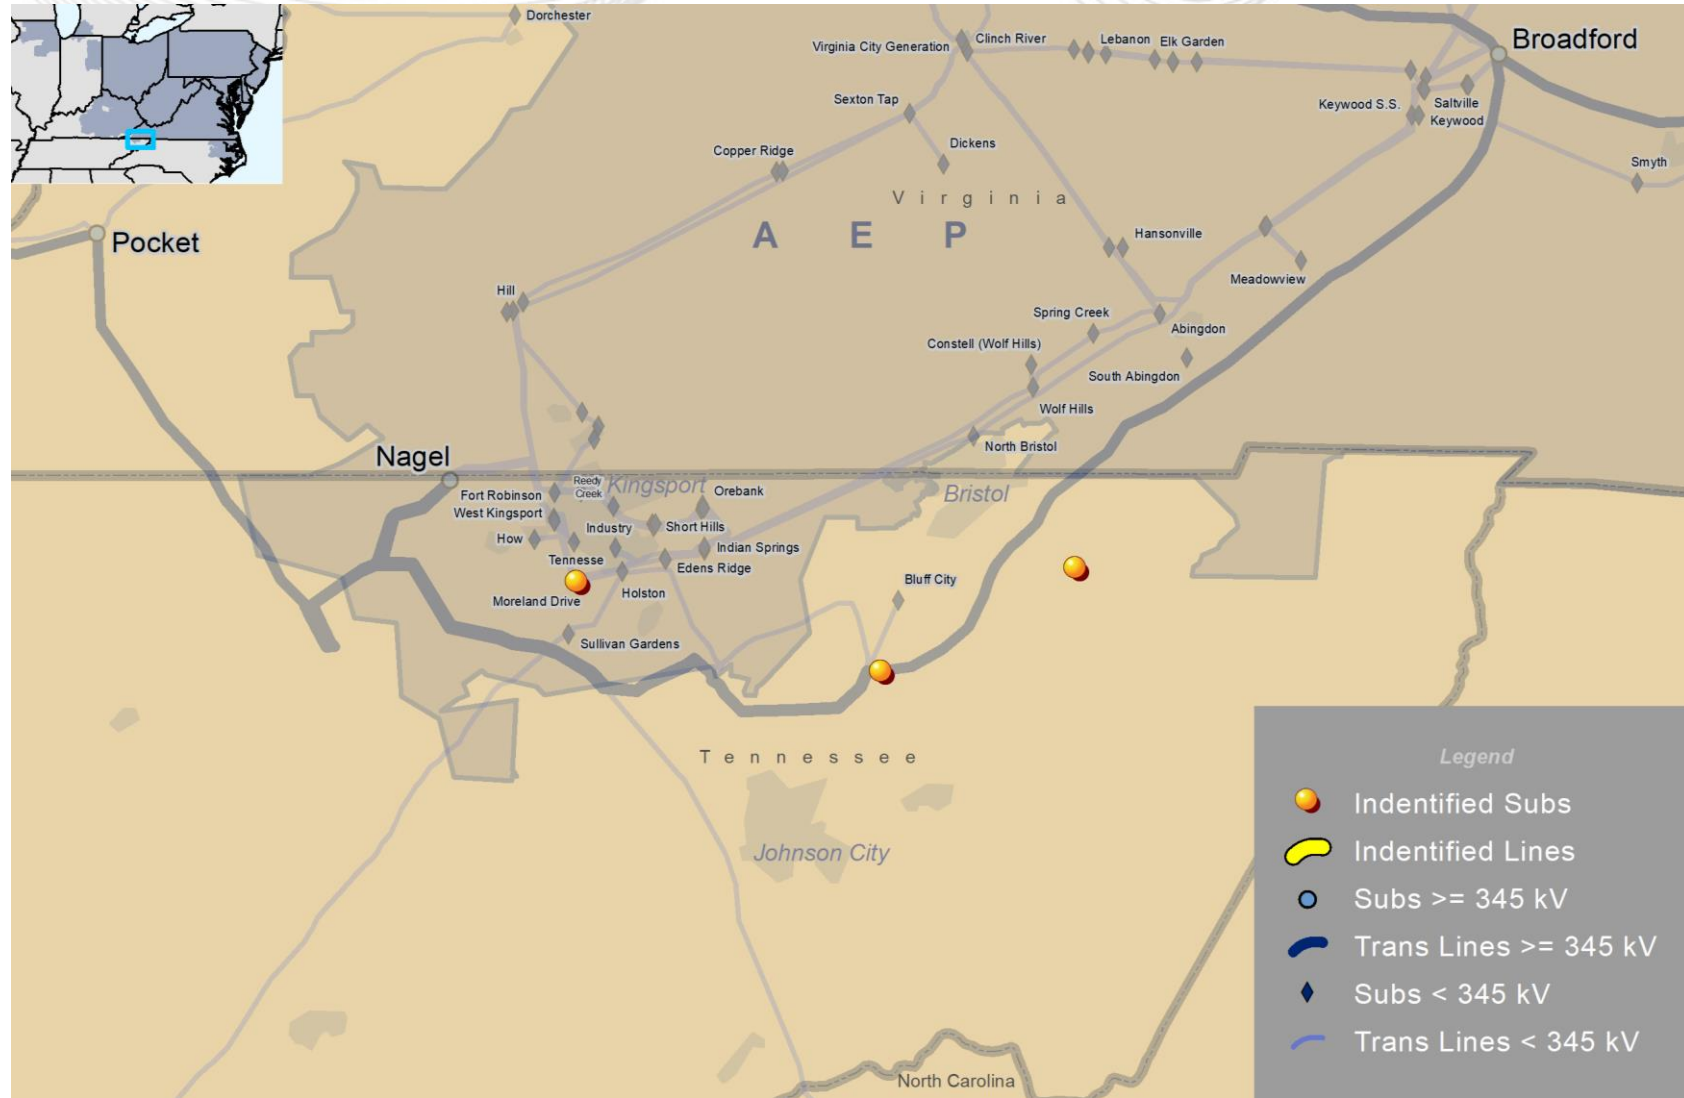 Dorchester
Virginia City Generation
Clinch River
Lebanon
Elk Garden
Broadford
Sexton Tap
Keywood S.S.
Saltville
Keywood
Copper Ridge
Dickens
Smyth
Virginia
AEP
Pocket
Hansonville
Meadowview
Hill
Spring Creek
Abingdon
Constell (Wolf Hills)
South Abingdon
Wolf Hills
North Bristol
Nagel
Reedy
Creek
Kingsport
Orebank
Bristol
Fort Robinson
West Kingsport
Industry
Short Hills
How
Indian Springs
Tennesse
Edens Ridge
Bluff City
Moreland Drive
Holston
Sullivan Gardens
Tennessee
Johnson City
North Carolina
Legend
Indentified Subs
Indentified Lines
Subs >= 345 kV
Trans Lines >= 345 kV
Subs < 345 kV
Trans Lines < 345 kV